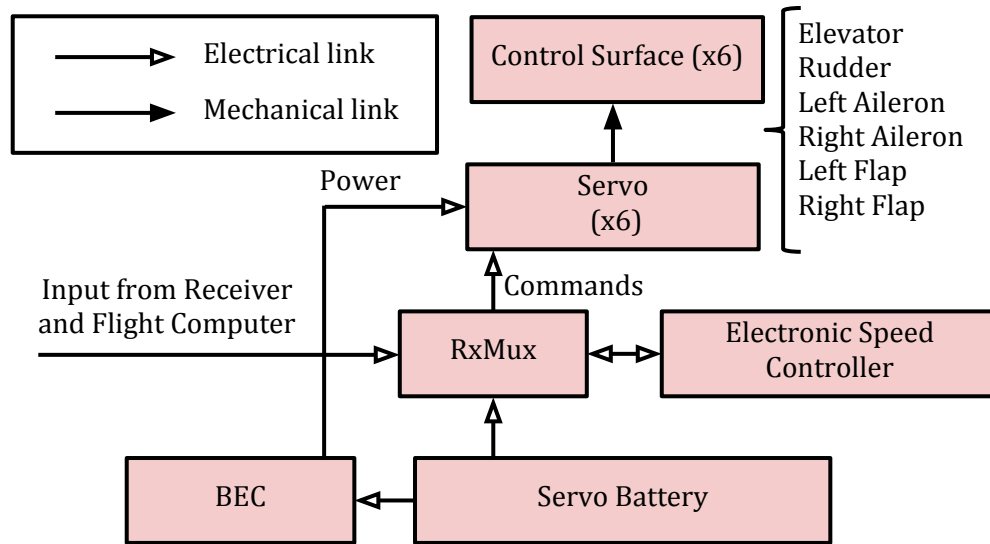 Electrical link
Mechanical link
Control Surface (x6)
Elevator
Rudder
Left Aileron
Right Aileron
Left Flap
Right Flap
Power
Servo
(x6)
Commands
Input from Receiver
and Flight Computer
RxMux
Electronic Speed
Controller
BEC
Servo Battery